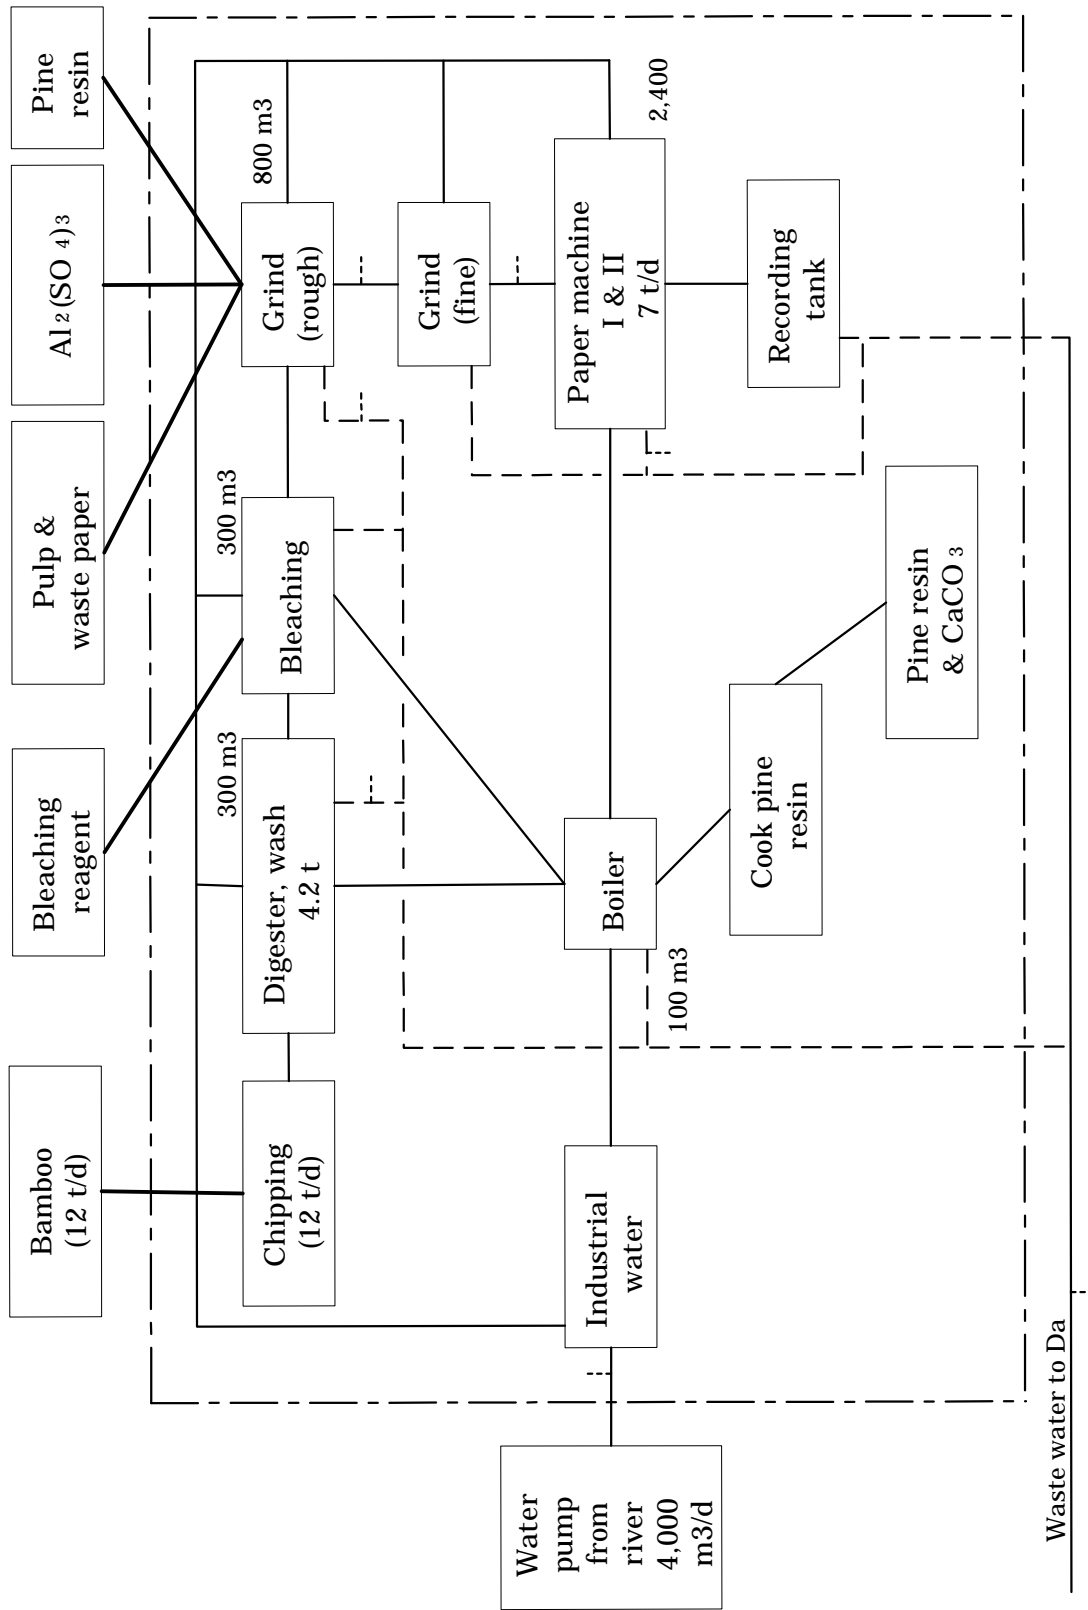 Bamboo
(12 t/d)
Bleaching
reagent
Pulp &
waste paper
Al2(SO4)3
Pine
resin
300 m3
300 m3
800 m3
Chipping
(12 t/d)
Digester, wash
4.2 t
Bleaching
Grind
(rough)
Grind
(fine)
Water
pump
from
river
4,000
m3/d
Industrial
water
Boiler
100 m3
Paper machine
I & II
7 t/d
2,400
Cook pine
resin
Recording
tank
Pine resin
& CaCO3
Waste water to Da